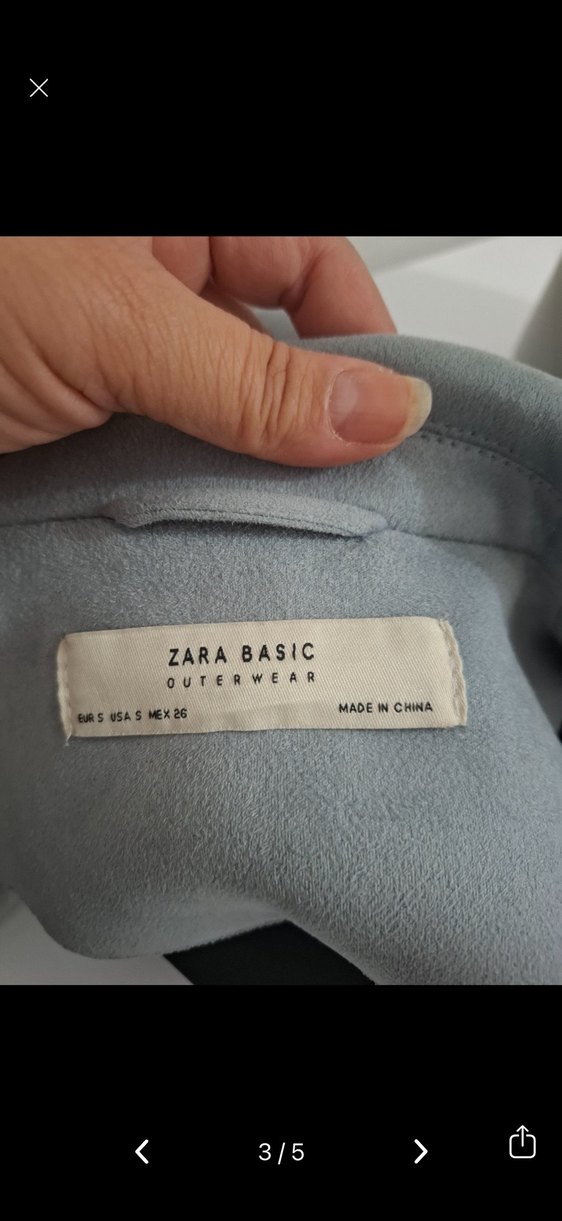 ZARA BASIC
OUTERWEAR
EUR S USA S MEX 26
MADE IN CHINA
3/5